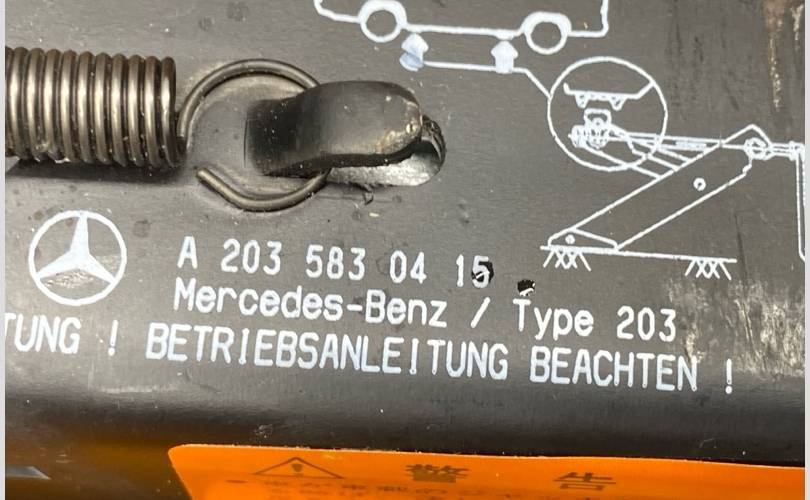 A 203 583 04 15
Mercedes-Benz / Type 203
TUNG ! BETRIEBSANLEITUNG BEACHTEN !
警 告